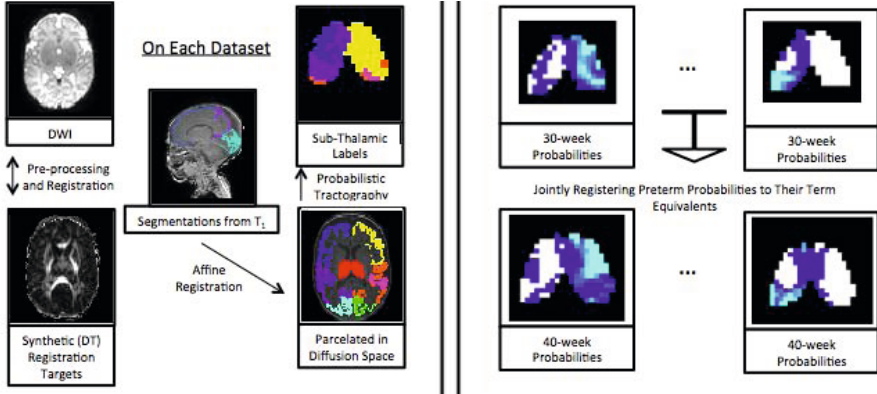 On Each Dataset
DWI
Pre-processing
and Registration
Synthetic (DT)
Registration
Targets
Segmentations from T1
Affine
Registration
Sub-Thalamic
Labels
Probabilistic
Tractography
Parcelated in
Diffusion Space
...
30-week
Probabilities
30-week
Probabilities
Jointly Registering Preterm Probabilities to Their Term
Equivalents
...
40-week
Probabilities
40-week
Probabilities